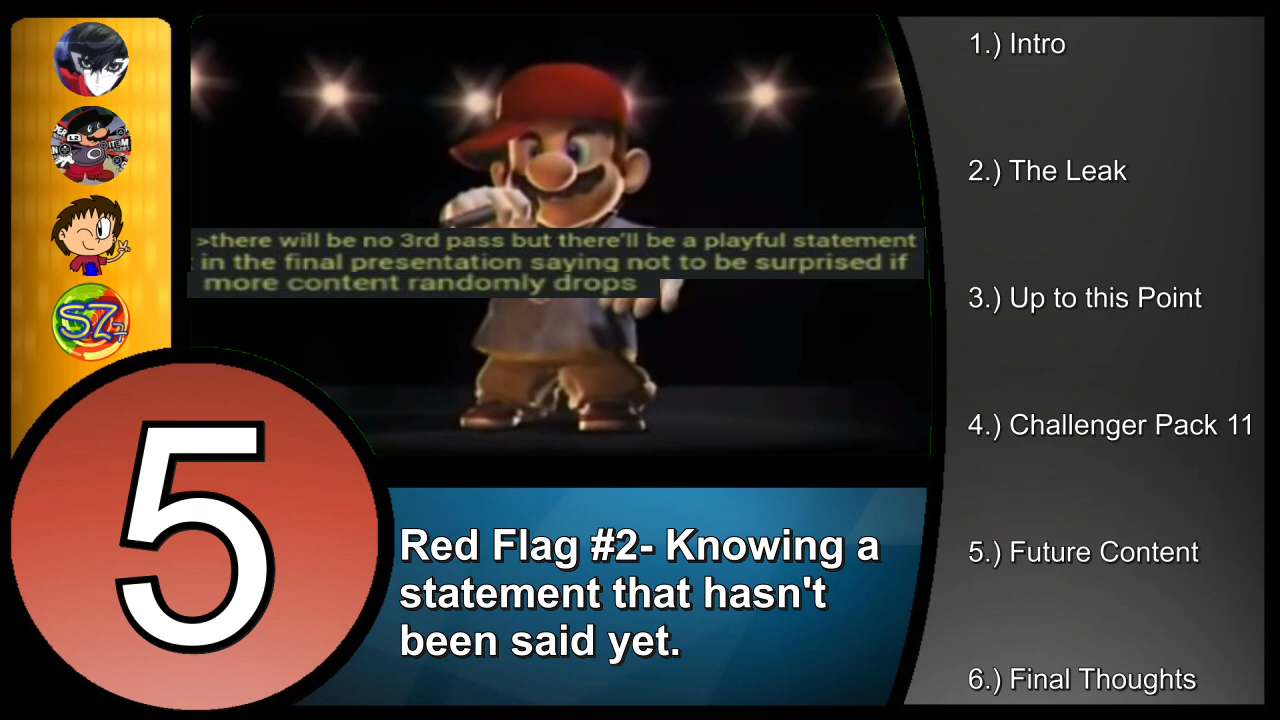 >there will be no 3rd pass but there'll be a playful statement
in the final presentation saying not to be surprised if
more content randomly drops
5
Red Flag #2- Knowing a
statement that hasn't
been said yet.
1.) Intro
2.) The Leak
3.) Up to this Point
4.) Challenger Pack 11
5.) Future Content
6.) Final Thoughts